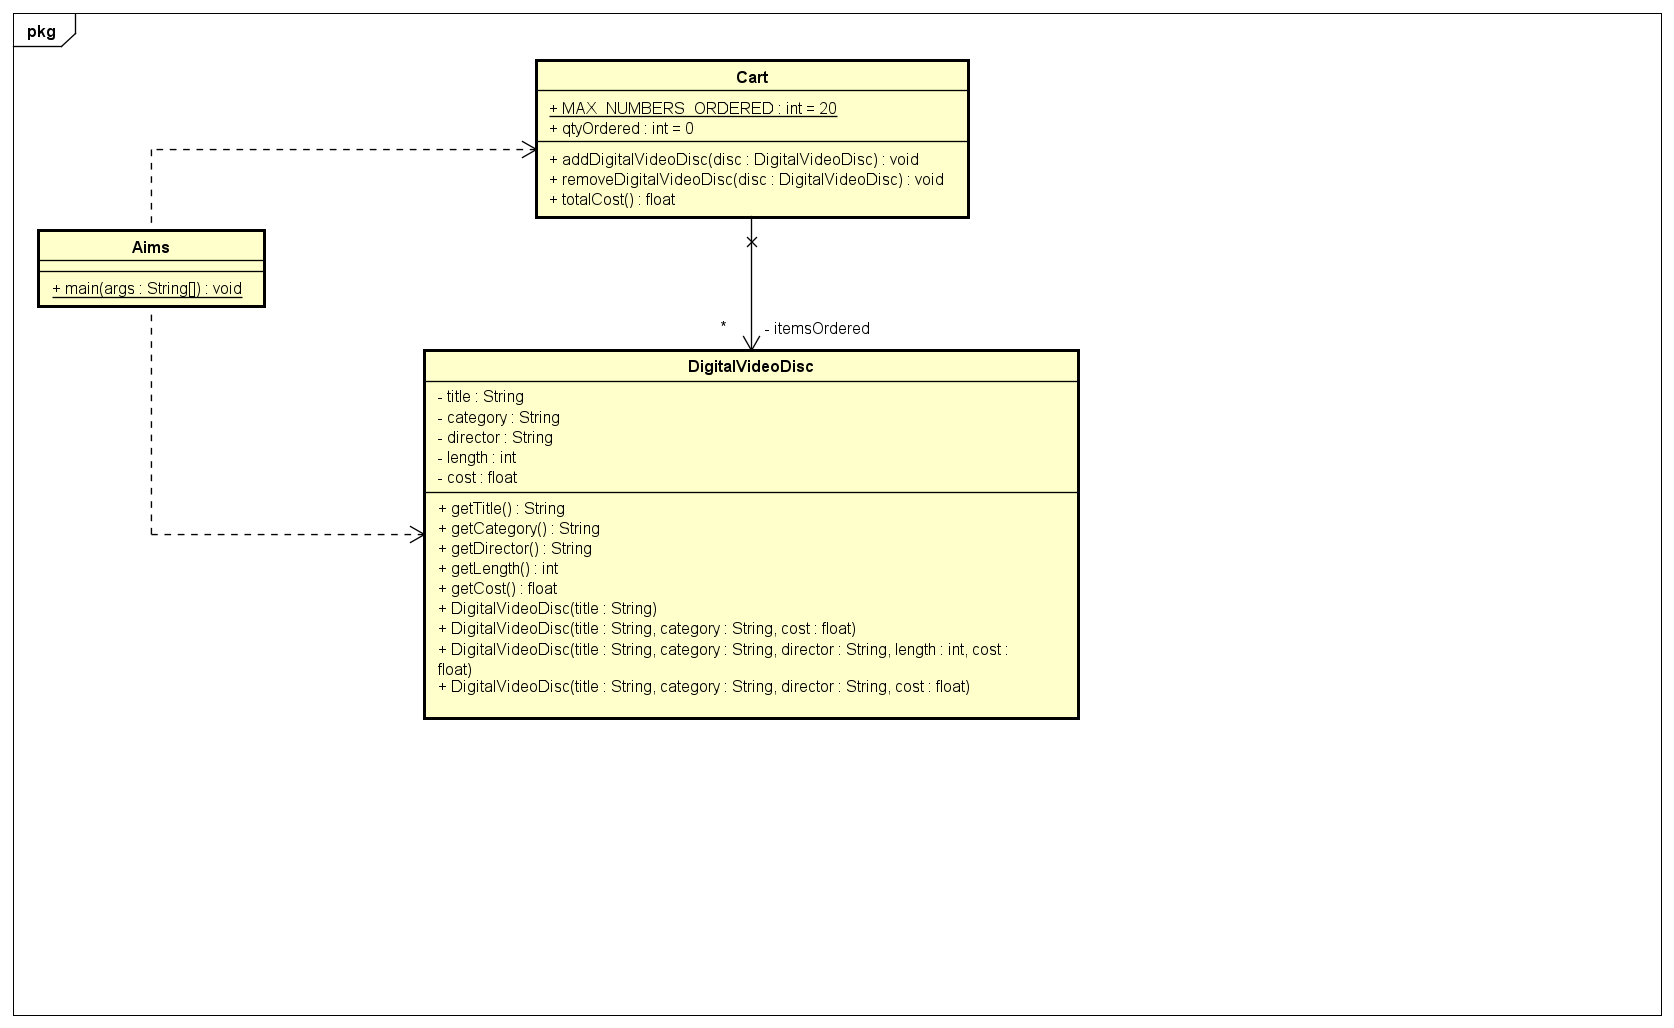 pkg
Cart
+ MAX_NUMBERS_ORDERED : int = 20
+ qtyOrdered : int = 0
+ addDigitalVideoDisc(disc : DigitalVideoDisc) : void
+ removeDigitalVideoDisc(disc : DigitalVideoDisc) : void
+ totalCost() : float
Aims
+ main(args : String[]) : void
* - itemsOrdered
DigitalVideoDisc
- title : String
- category : String
- director : String
- length : int
- cost : float
+ getTitle() : String
+ getCategory() : String
+ getDirector() : String
+ getLength() : int
+ getCost() : float
+ DigitalVideoDisc(title : String)
+ DigitalVideoDisc(title : String, category : String, cost : float)
+ DigitalVideoDisc(title : String, category : String, director : String, length : int, cost :
float)
+ DigitalVideoDisc(title : String, category : String, director : String, cost : float)